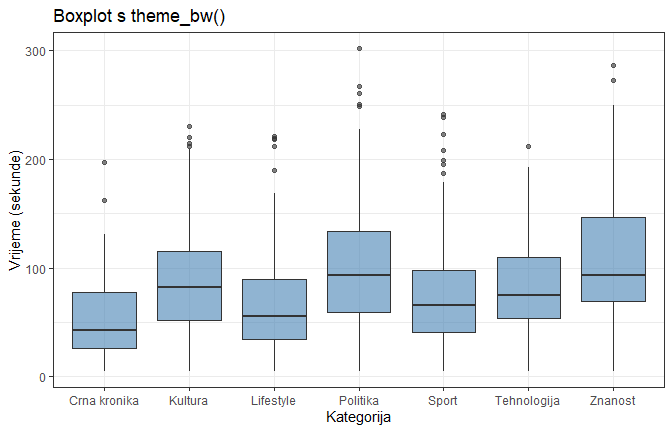 Boxplot s theme_bw()
Vrijeme (sekunde)
300
200
100
0
Crna kronika Kultura Lifestyle Politika Sport Tehnologija Znanost
Kategorija